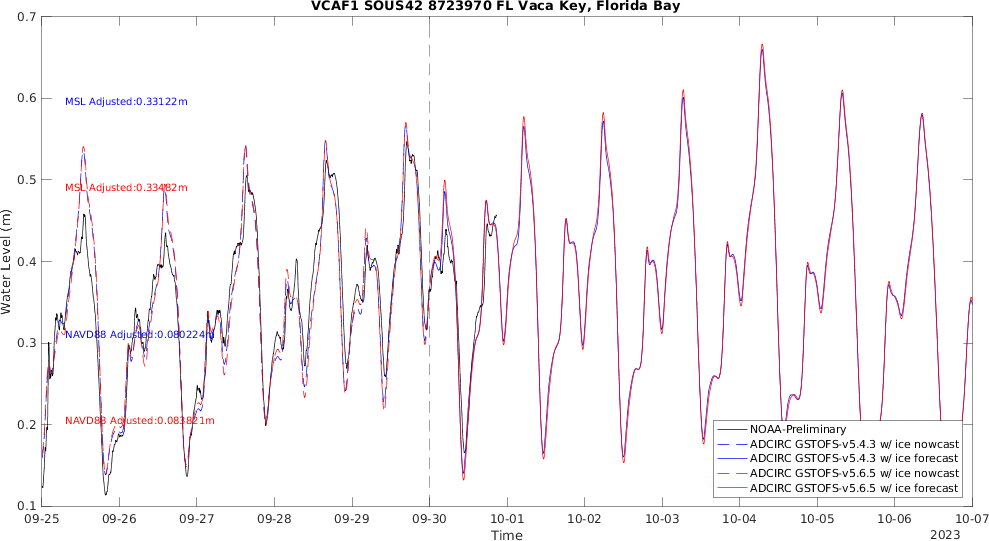 VCAF1 SOUS42 8723970 FL Vaca Key, Florida Bay
0.7
0.6
0.5
0.4
0.3
0.2
0.1
Water Level (m)
MSL Adjusted:0.33122m
MSL Adjusted:0.33482m
NAVD88 Adjusted:0.080224m
NAVD88 Adjusted:0.083821m
NOAA-Preliminary
ADCIRC GSTOFS-v5.4.3 w/ ice nowcast
ADCIRC GSTOFS-v5.4.3 w/ ice forecast
ADCIRC GSTOFS-v5.6.5 w/ ice nowcast
ADCIRC GSTOFS-v5.6.5 w/ ice forecast
09-25 09-26 09-27 09-28 09-29 09-30 10-01 10-02 10-03 10-04 10-05 10-06 10-07
Time
2023